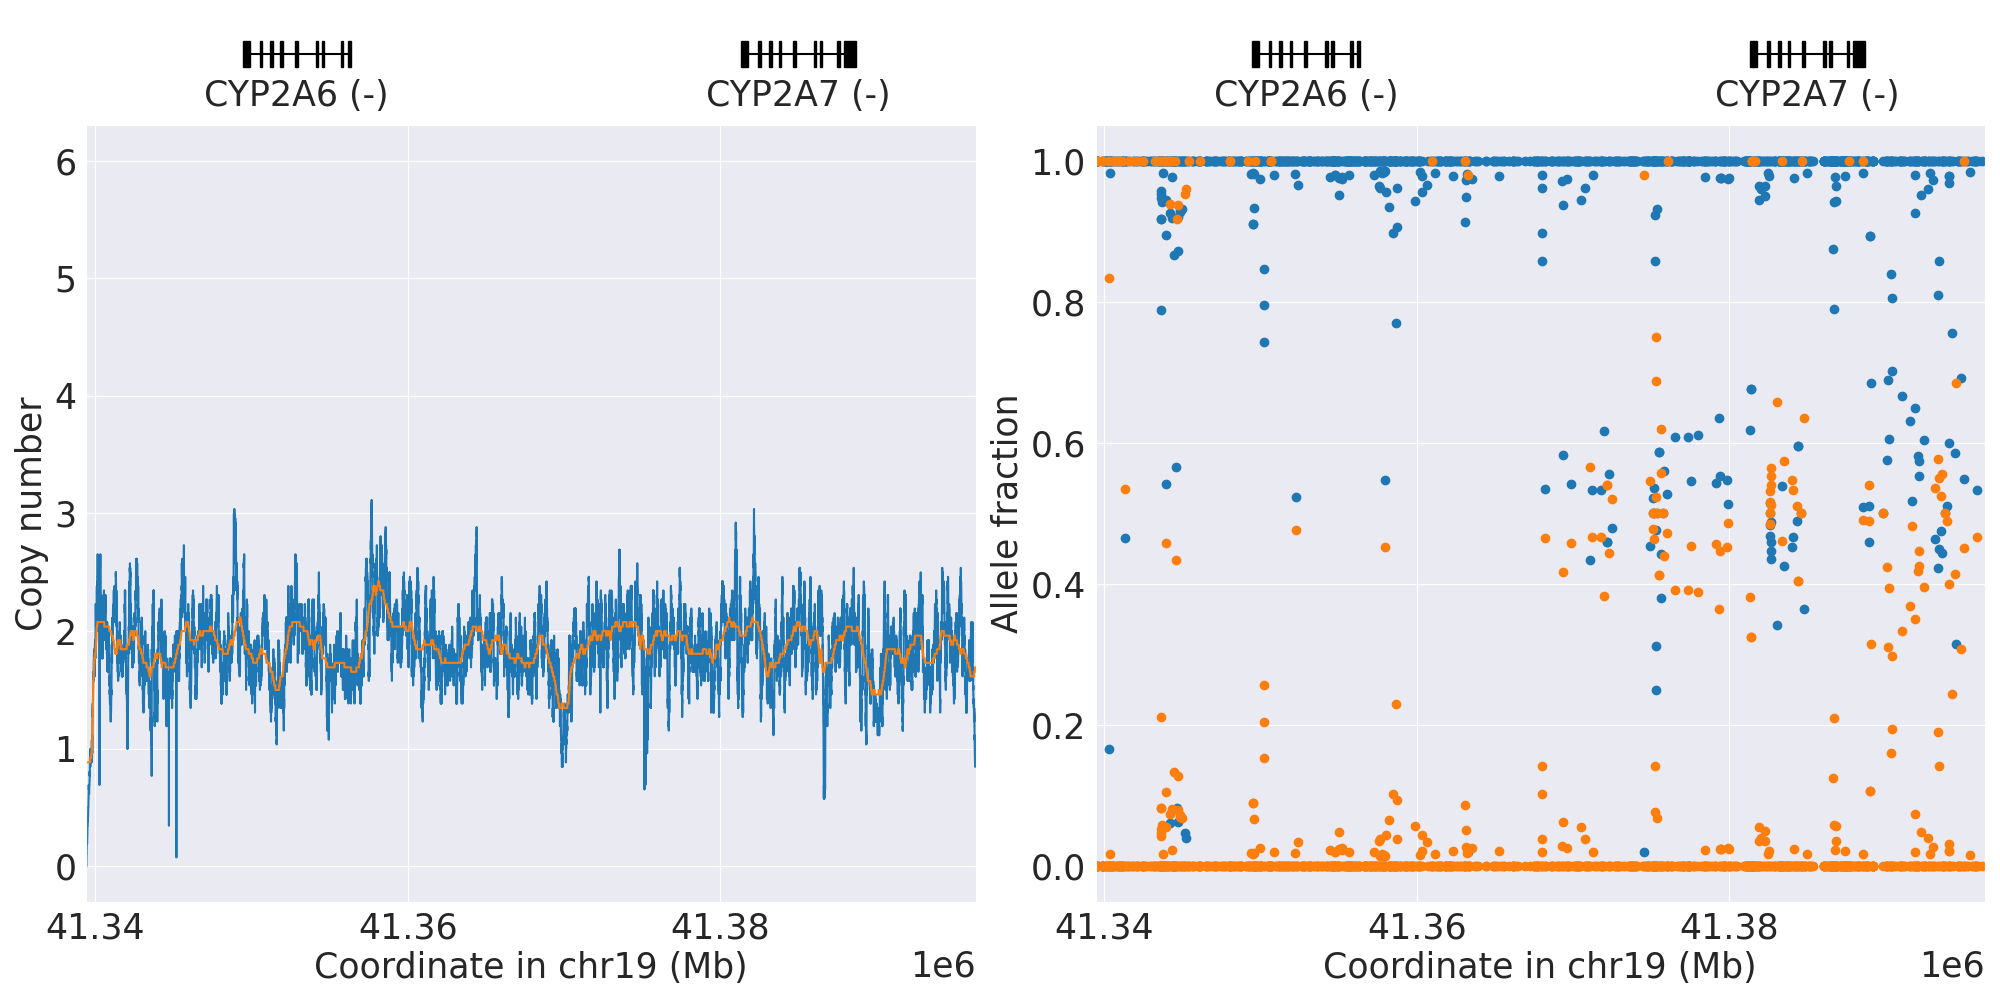 CYP2A6 (-)
CYP2A7 (-)
6
5
4
3
2
1
0
Copy number
41.34
41.36
41.38
Coordinate in chr19 (Mb)
1e6
CYP2A6 (-)
CYP2A7 (-)
1.0
0.8
0.6
0.4
0.2
0.0
Allele fraction
41.34
41.36
41.38
Coordinate in chr19 (Mb)
1e6